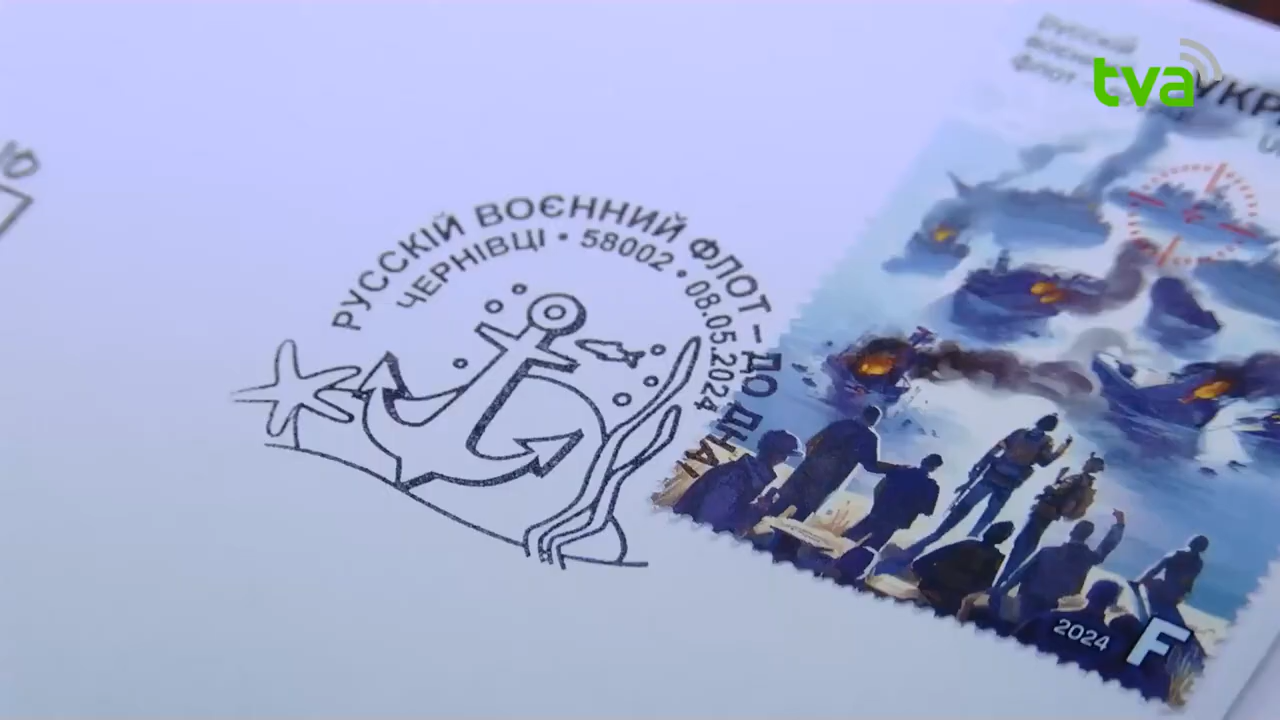 tva
РУССКІЙ ВОЄННИЙ ФЛОТ – ДО ДНА!
ЧЕРНІВЦІ • 58002 • 08.05.2024
2024
F